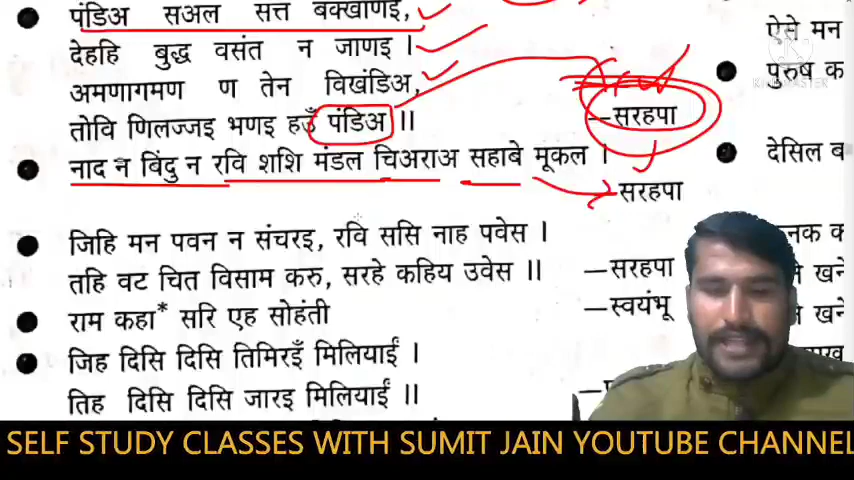 पंडिअ सअल सत्त बक्खाणइ,
देहहि बुद्ध वसंत न जाणइ ।
अमणागमण ण तेन विखंडिअ,
तोवि णिलज्जइ भणइ हउँ पंडिअ ।। —सरहपा
नाद न विंदु न रवि शशि मंडल चिअराअ सहाबे मूकल ।
—सरहपा
जिहि मन पवन न संचरइ, रवि ससि नाह पवेस ।
तहि वट चित विसाम करु, सरहे कहिय उवेस ।। —सरहपा
राम कहा* सरि एह सोहंती —स्वयंभू
जिह दिसि दिसि तिमिरइँ मिलियाईं ।
तिह दिसि दिसि जारइ मिलियाईं ।।
ऐसे मन
पुरुष क
देसिल ब
KINEMASTER
SELF STUDY CLASSES WITH SUMIT JAIN YOUTUBE CHANNEL